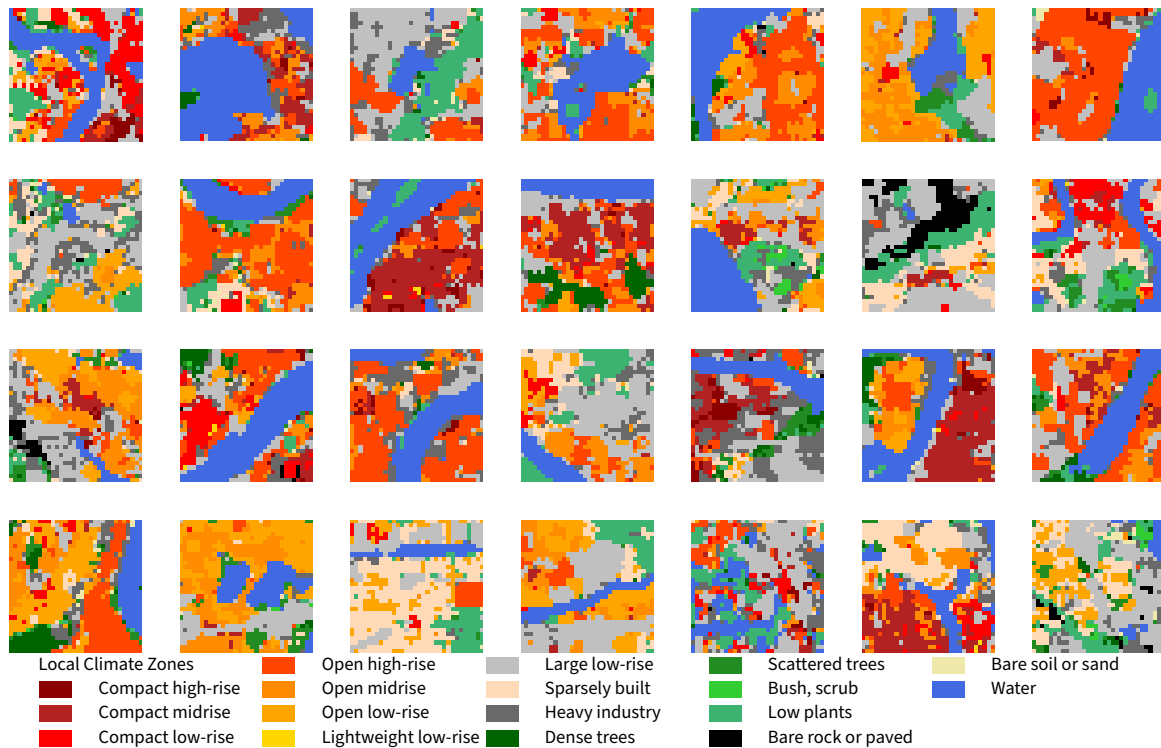 Local Climate Zones
Compact high-rise
Compact midrise
Compact low-rise
Open high-rise
Open midrise
Open low-rise
Lightweight low-rise
Large low-rise
Sparsely built
Heavy industry
Dense trees
Scattered trees
Bush, scrub
Low plants
Bare rock or paved
Bare soil or sand
Water